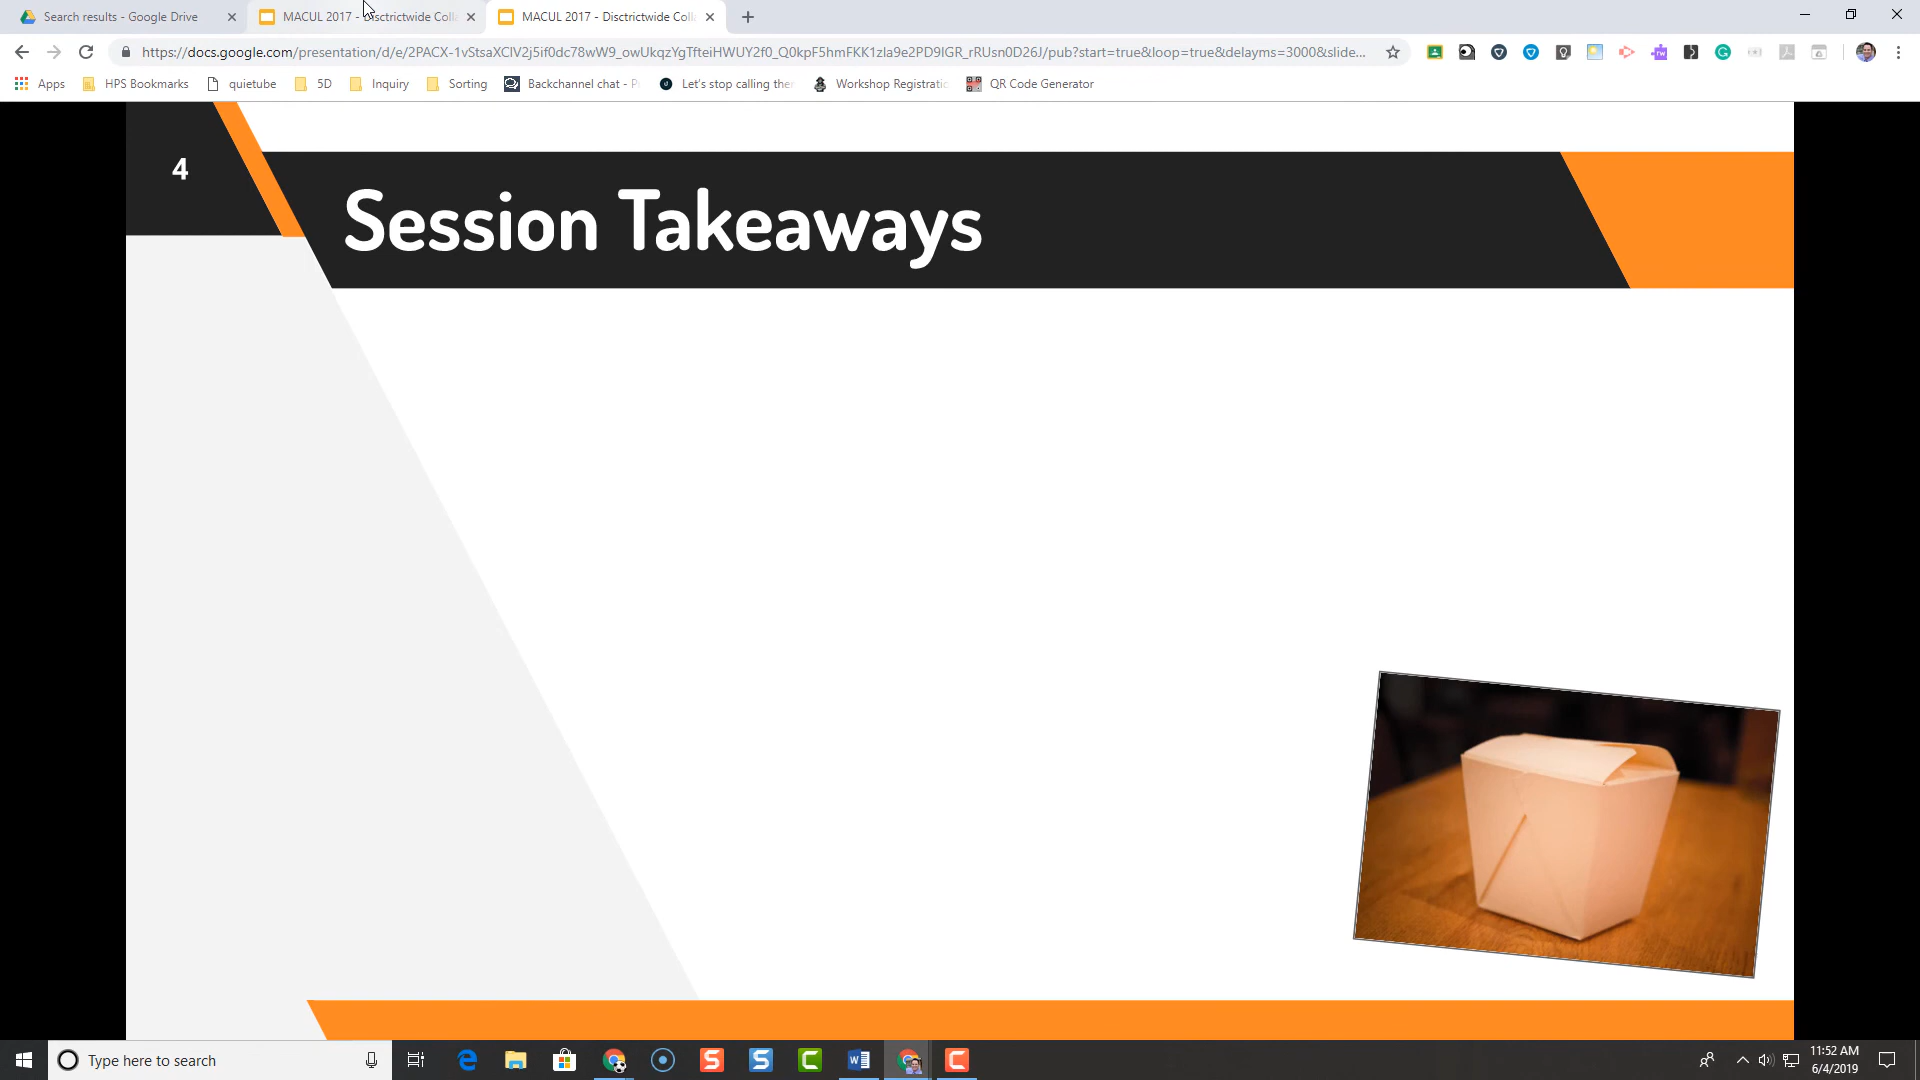 Search results - Google Drive
MACUL 2017 - Disctrictwide Coll
MACUL 2017 - Disctrictwide Coll
https://docs.google.com/presentation/d/e/2PACX-1vStsaXClV2j5if0dc78wW9_owUkqzYgTfteiHWUY2f0_Q0kpF5hmFKK1zla9e2PD9IGR_rRUsn0D26J/pub?start=true&loop=true&delayms=3000&slide...
Apps
HPS Bookmarks
quietube
5D
Inquiry
Sorting
Backchannel chat - P
Let's stop calling the
Workshop Registratio
QR Code Generator
4
Session Takeaways
Type here to search
11:52 AM
6/4/2019